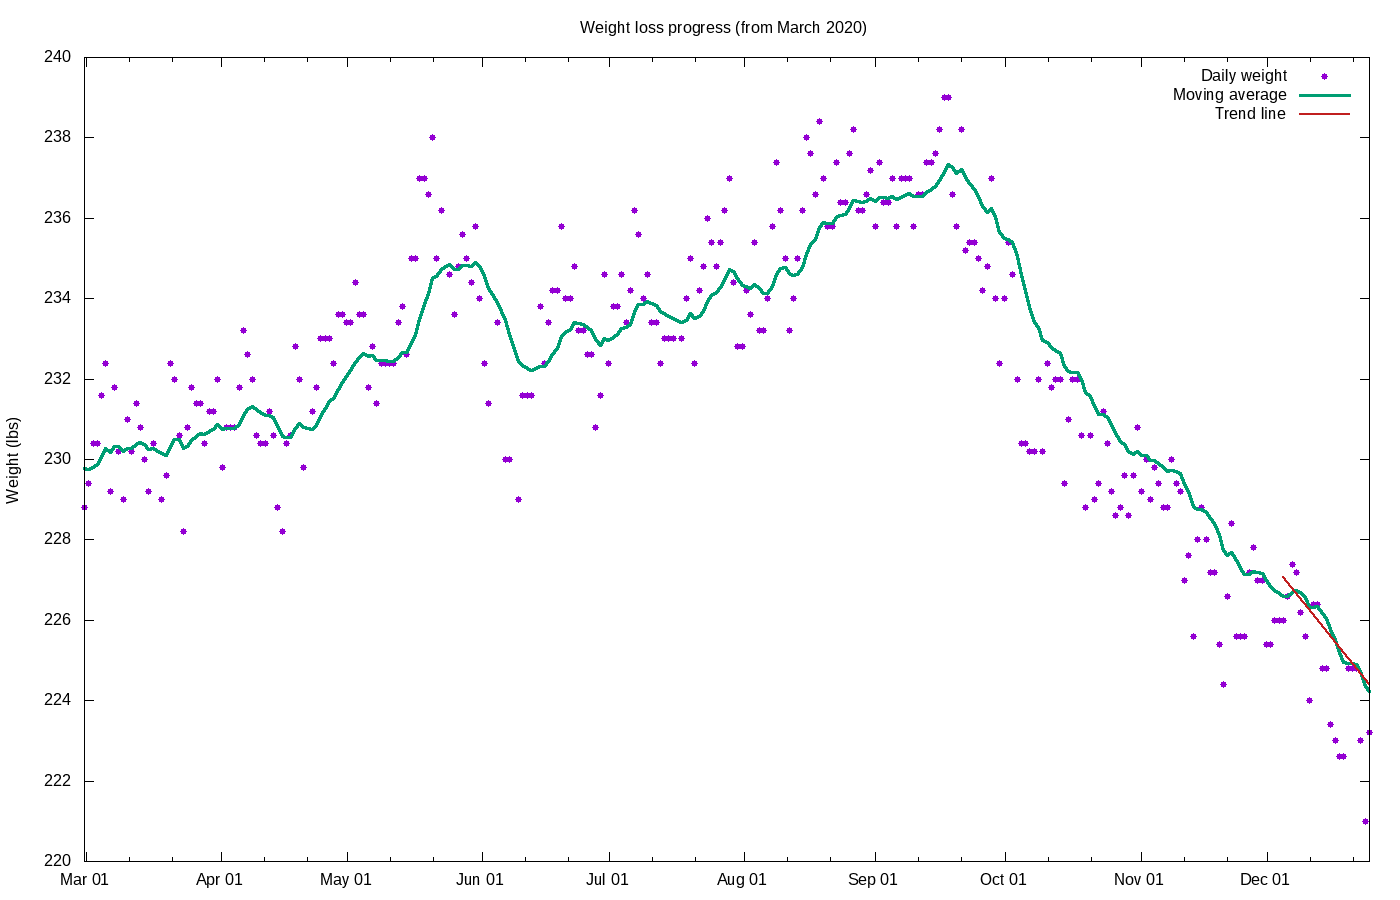 Weight loss progress (from March 2020)
240
Daily weight
Moving average
Trend line
238
236
234
232
230
Weight (lbs)
228
226
224
222
220
Mar 01 Apr 01 May 01 Jun 01 Jul 01 Aug 01 Sep 01 Oct 01 Nov 01 Dec 01